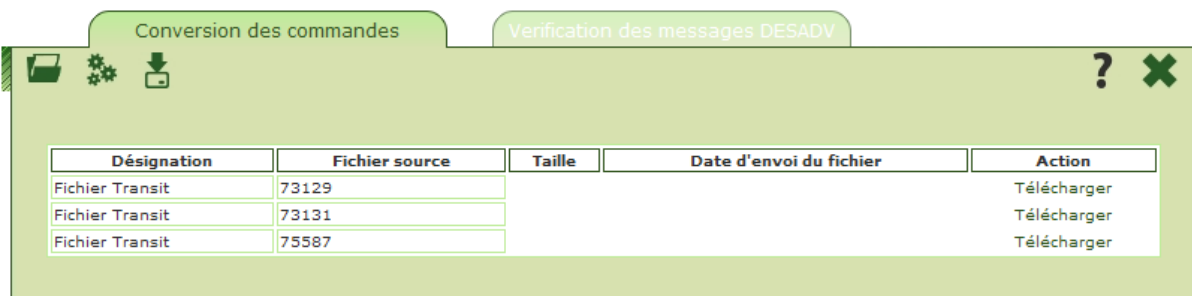 Conversion des commandes
Verification des messages DESADV
?
Désignation Fichier source Taille Date d'envoi du fichier Action
Fichier Transit 73129 Télécharger
Fichier Transit 73131 Télécharger
Fichier Transit 75587 Télécharger